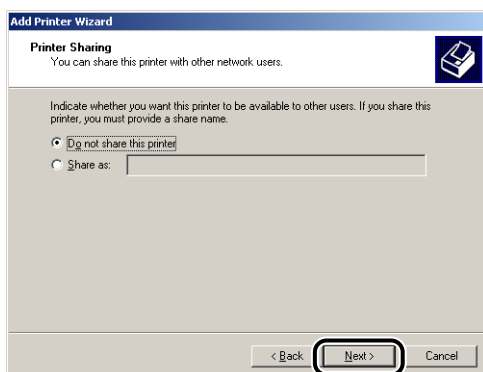 Add Printer Wizard
Printer Sharing
You can share this printer with other network users.
Indicate whether you want this printer to be available to other users. If you share this
printer, you must provide a share name.
Do not share this printer
Share as:
< Back Next > Cancel